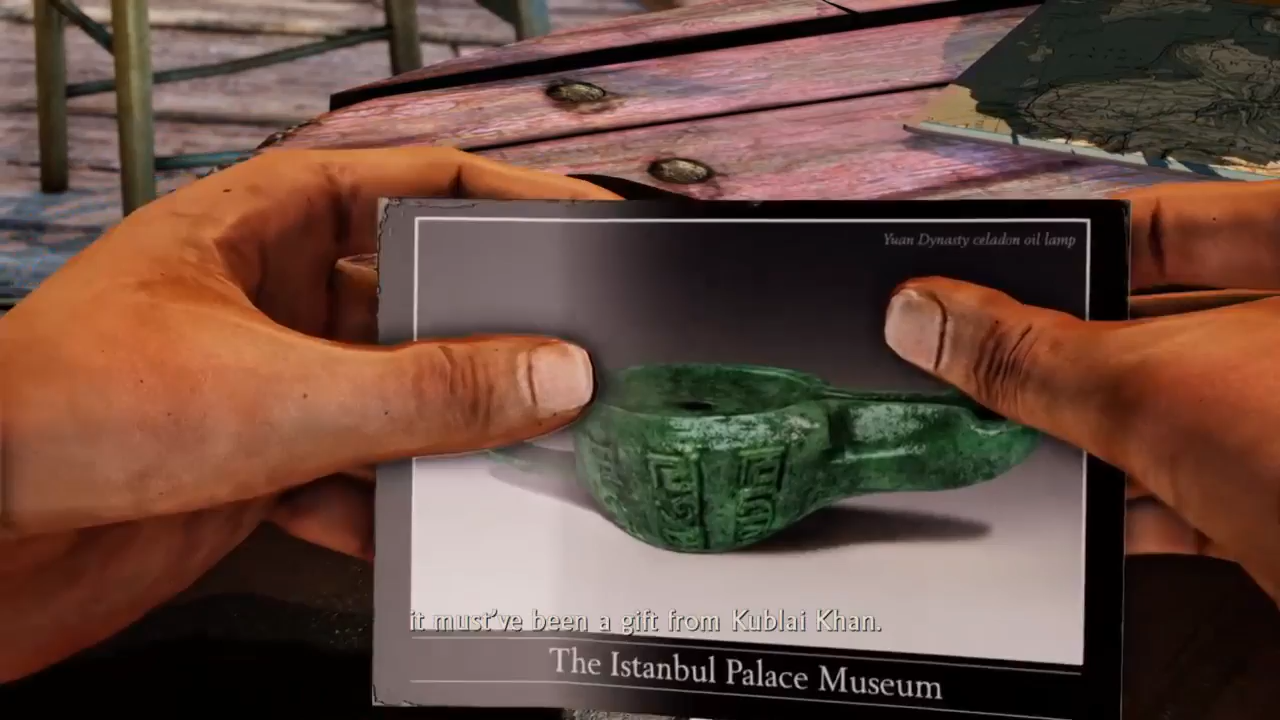 Yuan Dynasty celadon oil lamp
it must've been a gift from Kublai Khan.
The Istanbul Palace Museum